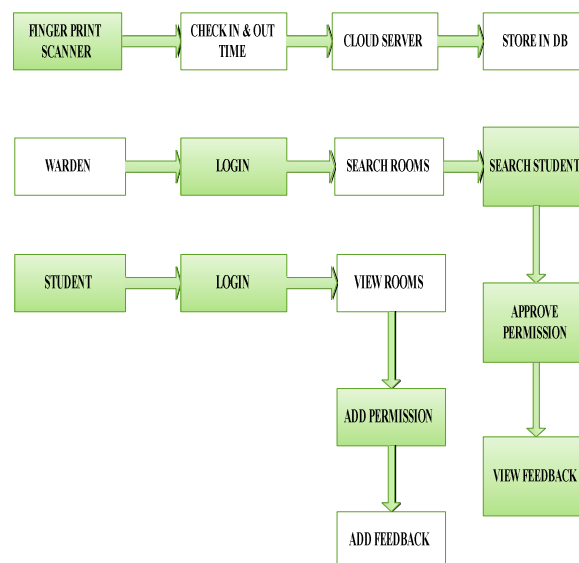 FINGER PRINT
SCANNER
CHECK IN & OUT
TIME
CLOUD SERVER
STORE IN DB
WARDEN
LOGIN
SEARCH ROOMS
SEARCH STUDENT
STUDENT
LOGIN
VIEW ROOMS
APPROVE
PERMISSION
ADD PERMISSION
VIEW FEEDBACK
ADD FEEDBACK